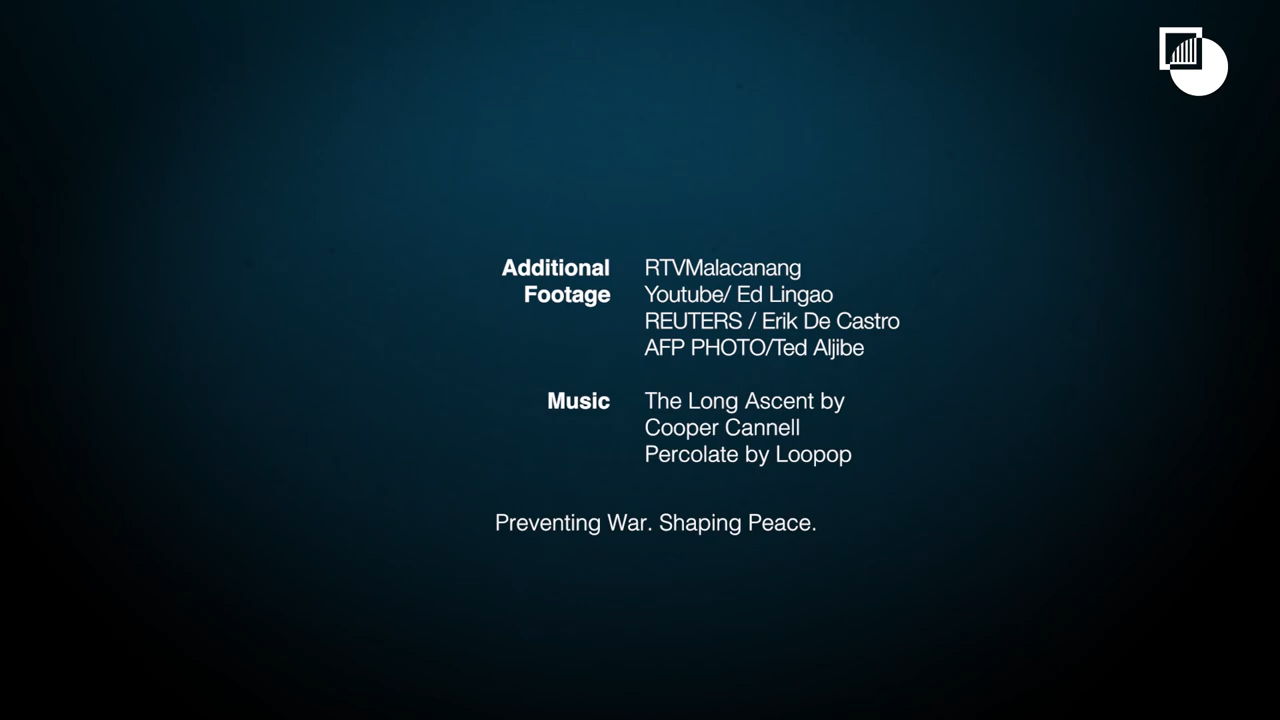 Additional RTVMalacanang
Footage Youtube/ Ed Lingao
REUTERS / Erik De Castro
AFP PHOTO/Ted Aljibe
Music The Long Ascent by
Cooper Cannell
Percolate by Loopop
Preventing War. Shaping Peace.